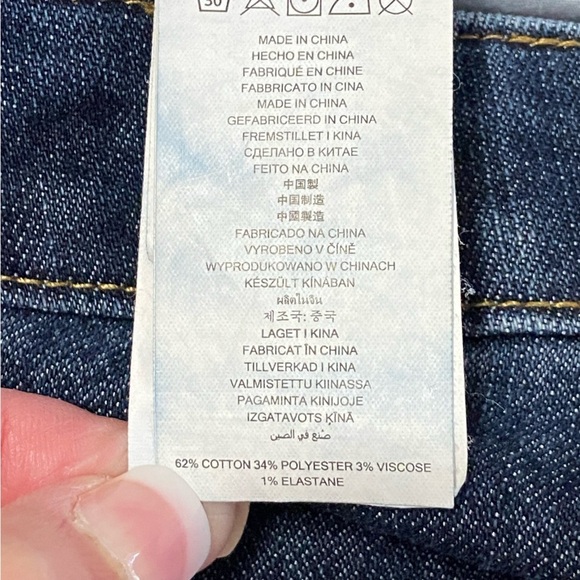 30
MADE IN CHINA
HECHO EN CHINA
FABRIQUÉ EN CHINE
FABBRICATO IN CINA
MADE IN CHINA
GEFABRICEERD IN CHINA
FREMSTILLET I KINA
СДЕЛАНО В КИТАЕ
FEITO NA CHINA
中国製
中国制造
中國製造
FABRICADO NA CHINA
VYROBENO V ČÍNĚ
WYPRODUKOWANO W CHINACH
KÉSZÜLT KÍNÁBAN
ผลิตในจีน
제조국: 중국
LAGET I KINA
FABRICAT ÎN CHINA
TILLVERKAD I KINA
VALMISTETTU KIINASSA
PAGAMINTA KINIJOJE
IZGATAVOTS ĶĪNĀ
صُنع في الصين
62% COTTON 34% POLYESTER 3% VISCOSE
1% ELASTANE